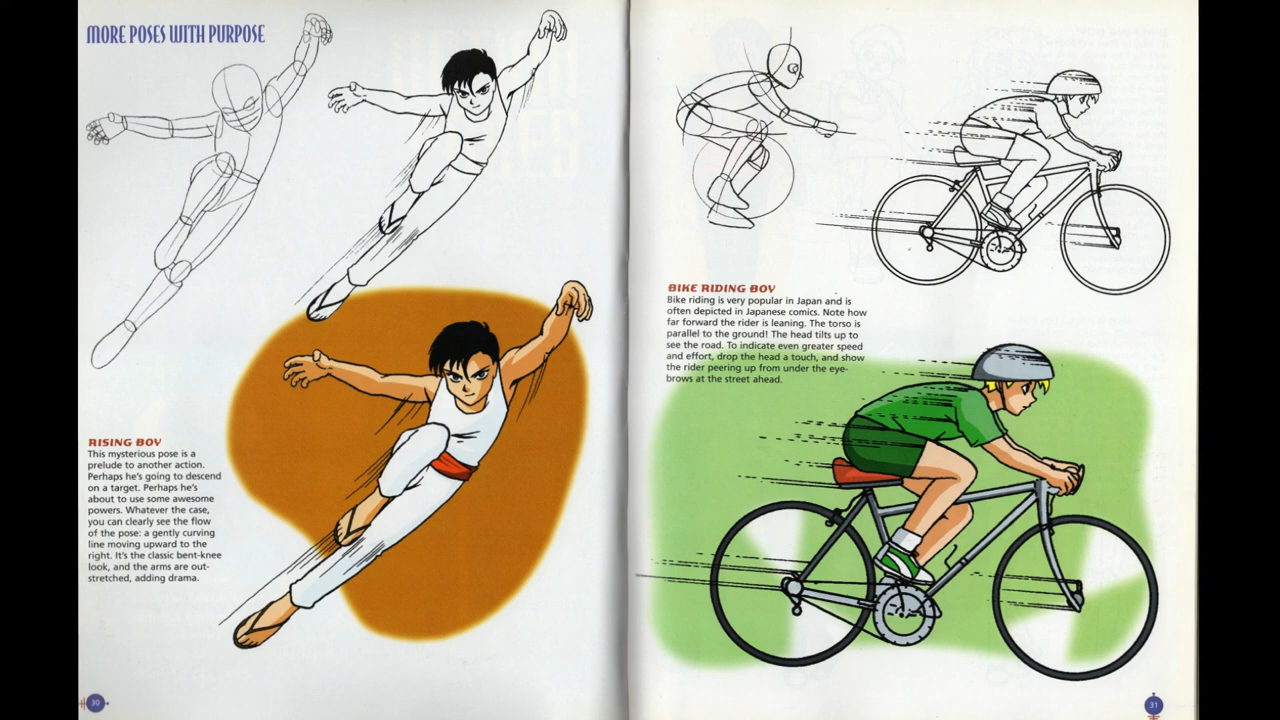 MORE POSES WITH PURPOSE
RISING BOY
This mysterious pose is a
prelude to another action.
Perhaps he's going to descend
on a target. Perhaps he's
about to use some awesome
powers. Whatever the case,
you can clearly see the flow
of the pose: a gently curving
line moving upward to the
right. It's the classic bent-knee
look, and the arms are out-
stretched, adding drama.
30
BIKE RIDING BOY
Bike riding is very popular in Japan and is
often depicted in Japanese comics. Note how
far forward the rider is leaning. The torso is
parallel to the ground! The head tilts up to
see the road. To indicate even greater speed
and effort, drop the head a touch, and show
the rider peering up from under the eye-
brows at the street ahead.
31